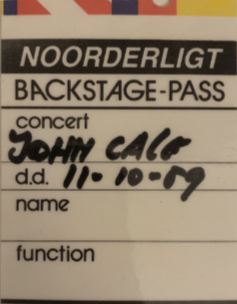 NOORDERLIGT
BACKSTAGE-PASS
concert
JOHN CALE
d.d. 11-10-89
name
function